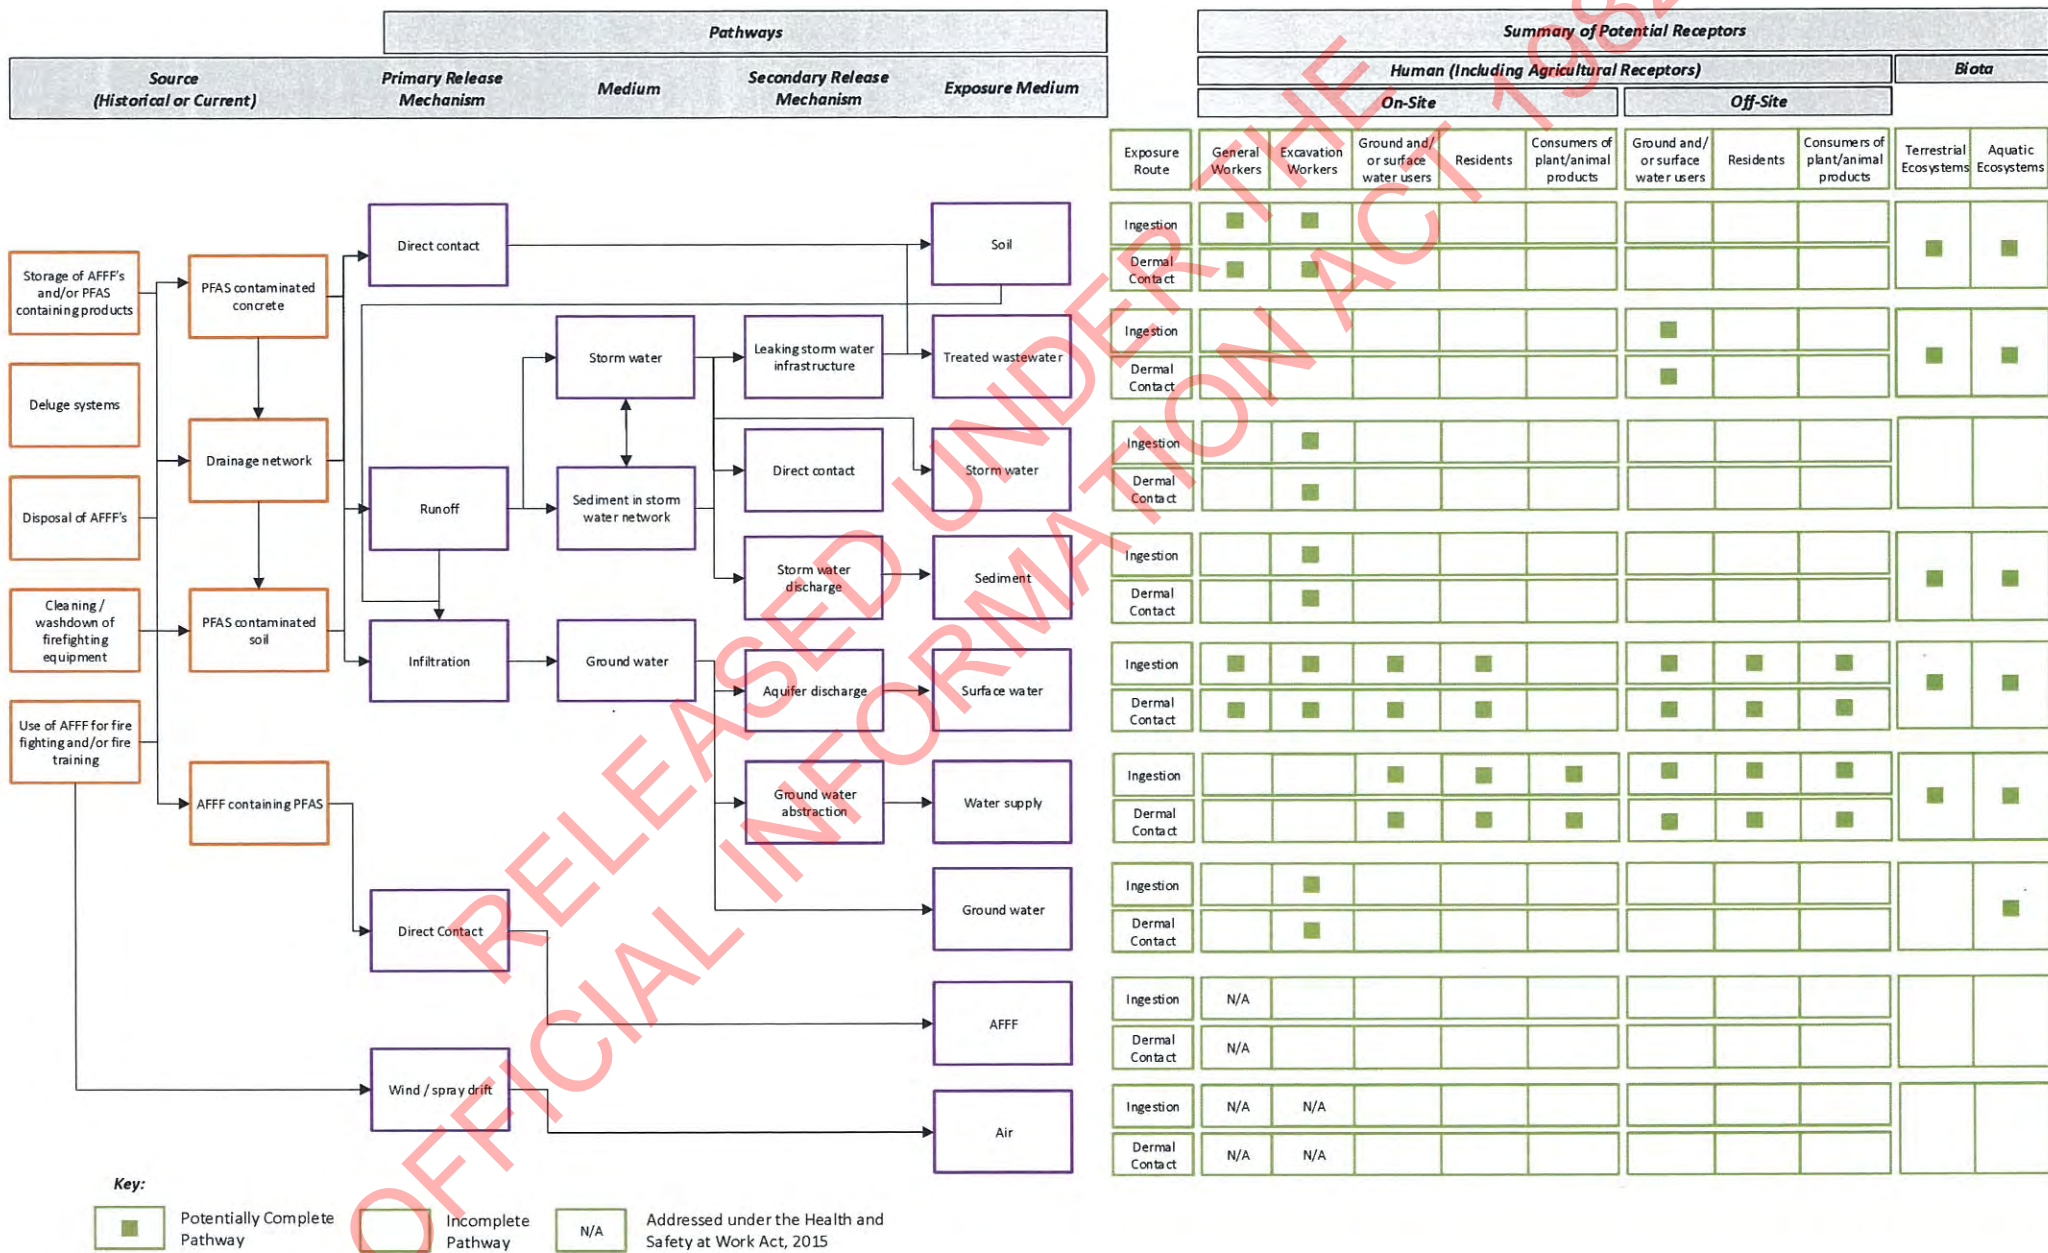 Pathways
Summary of Potential Receptors
Source
(Historical or Current)
Primary Release
Mechanism
Medium
Secondary Release
Mechanism
Exposure Medium
Human (Including Agricultural Receptors)
Biota
On-Site
Off-Site
Exposure
Route
General
Workers
Excavation
Workers
Ground and/
or surface
water users
Residents
Consumers of
plant/animal
products
Ground and/
or surface
water users
Residents
Consumers of
plant/animal
products
Terrestrial
Ecosystems
Aquatic
Ecosystems
Storage of AFFF's
and/or PFAS
containing products
Deluge systems
Disposal of AFFF's
Cleaning /
washdown of
firefighting
equipment
Use of AFFF for fire
fighting and/or fire
training
PFAS contaminated
concrete
Drainage network
PFAS contaminated
soil
AFFF containing PFAS
Direct contact
Runoff
Infiltration
Direct Contact
Wind / spray drift
Storm water
Sediment in storm
water network
Ground water
Leaking storm water
infrastructure
Direct contact
Storm water
discharge
Aquifer discharge
Ground water
abstraction
Soil
Treated wastewater
Storm water
Sediment
Surface water
Water supply
Ground water
AFFF
Air
Ingestion
Dermal
Contact
Ingestion
Dermal
Contact
Ingestion
Dermal
Contact
Ingestion
Dermal
Contact
Ingestion
Dermal
Contact
Ingestion
Dermal
Contact
Ingestion
Dermal
Contact
Ingestion
N/A
Dermal
Contact
N/A
Ingestion
N/A
N/A
Dermal
Contact
N/A
N/A
Key:
Potentially Complete
Pathway
Incomplete
Pathway
N/A
Addressed under the Health and
Safety at Work Act, 2015
RELEASED UNDER THE
OFFICIAL INFORMATION ACT 1982